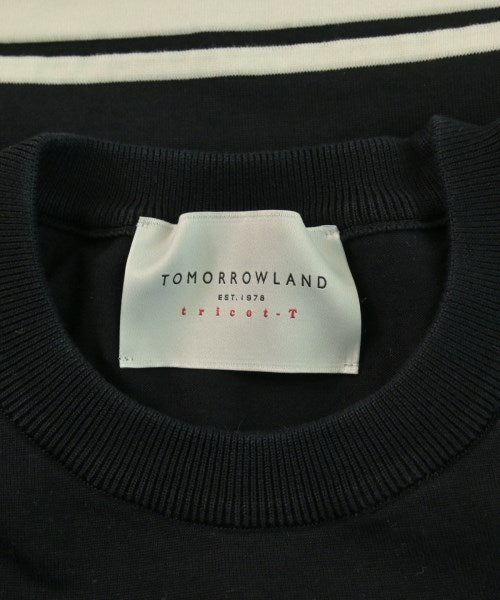 TOMORROWLAND
EST. 1978
tricot-T